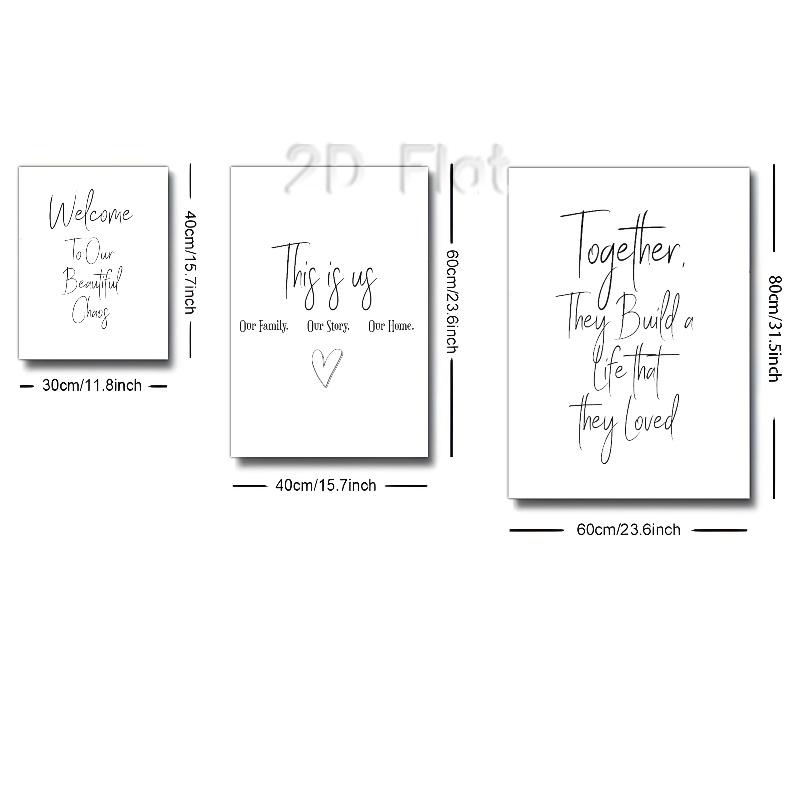 2D Flat
Welcome
To Our
Beautiful
Chaos
40cm/15.7inch
30cm/11.8inch
This is us
Our Family. Our Story. Our Home.
60cm/23.6inch
40cm/15.7inch
Together,
They Build a
Life that
they Loved
80cm/31.5inch
60cm/23.6inch